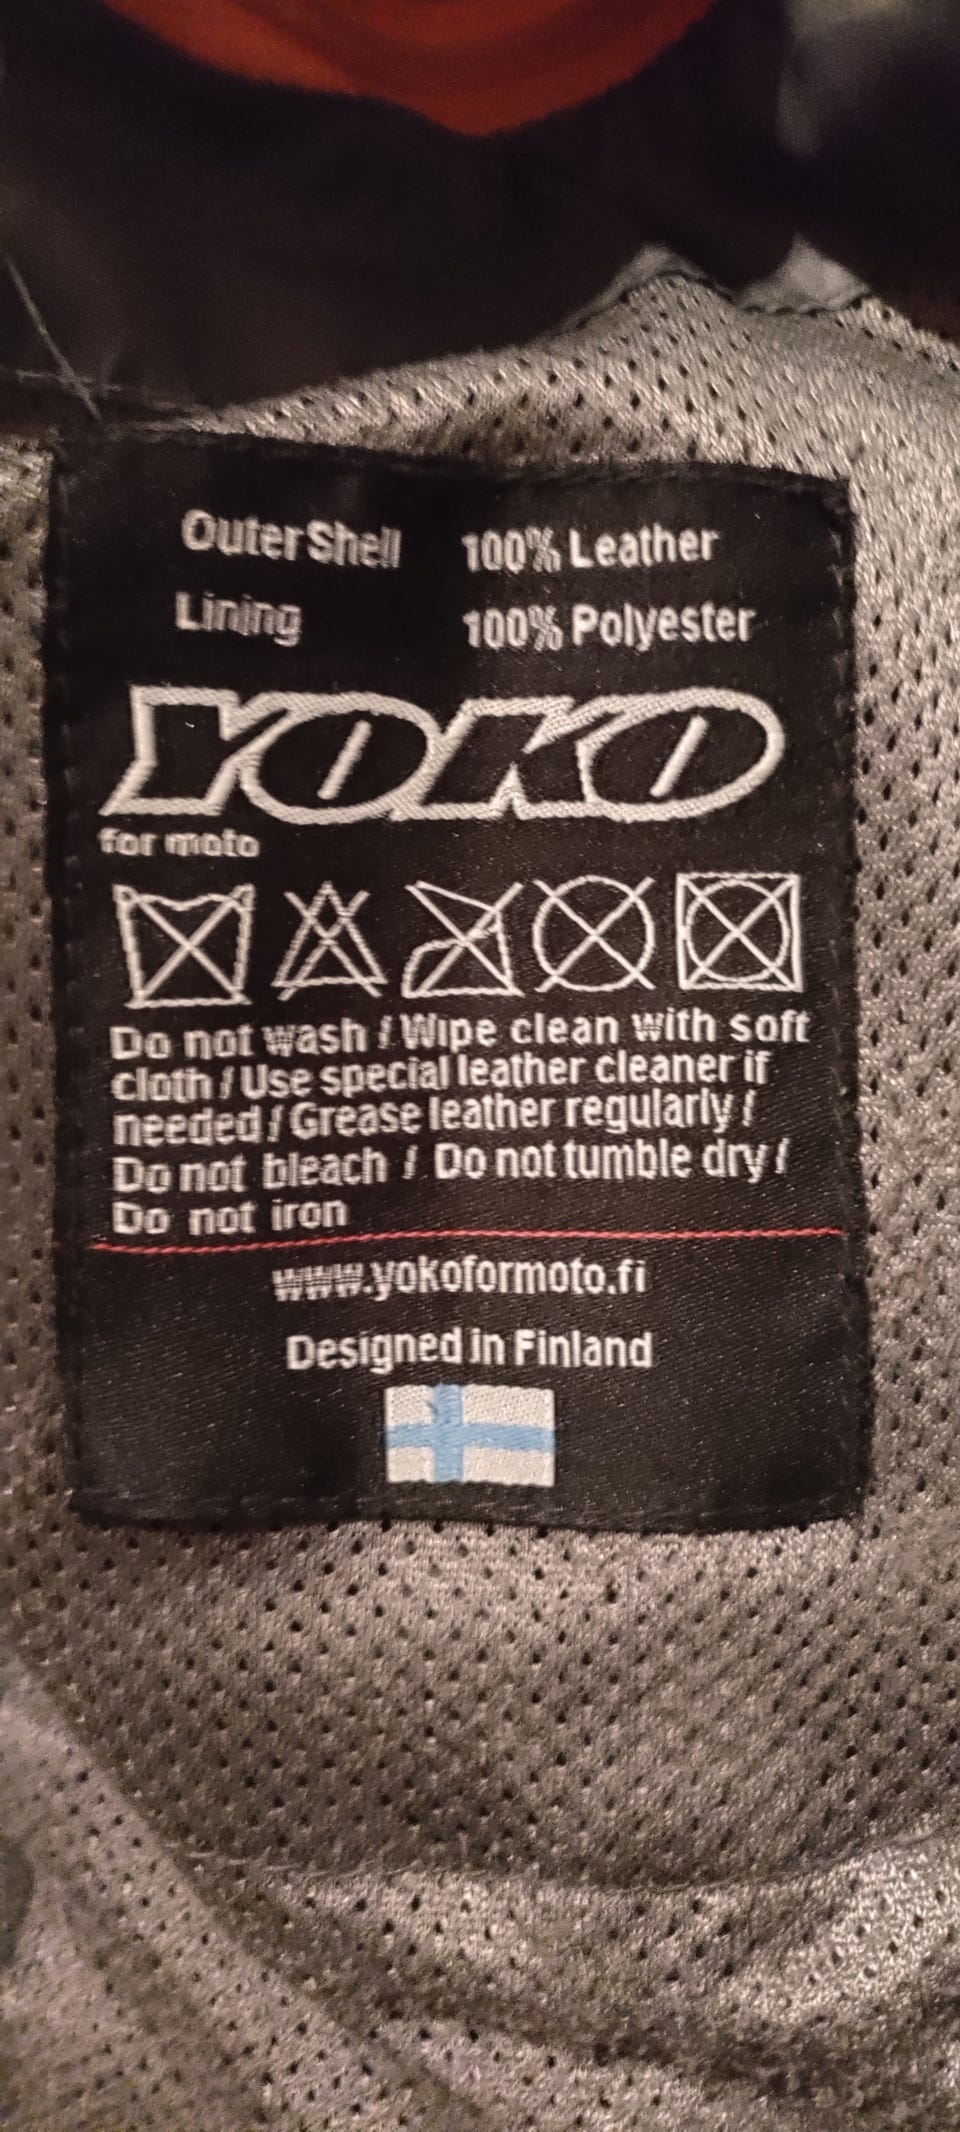 Outer Shell 100% Leather
Lining 100% Polyester
YOKO
for moto
Do not wash / Wipe clean with soft
cloth / Use special leather cleaner if
needed / Grease leather regularly /
Do not bleach / Do not tumble dry /
Do not iron
www.yokoformoto.fi
Designed in Finland